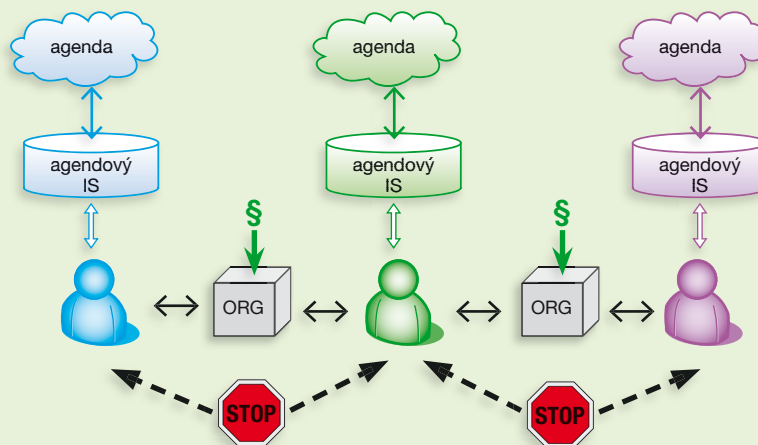 agenda
agenda
agenda
agendový
IS
agendový
IS
agendový
IS
§
§
ORG
ORG
STOP
STOP